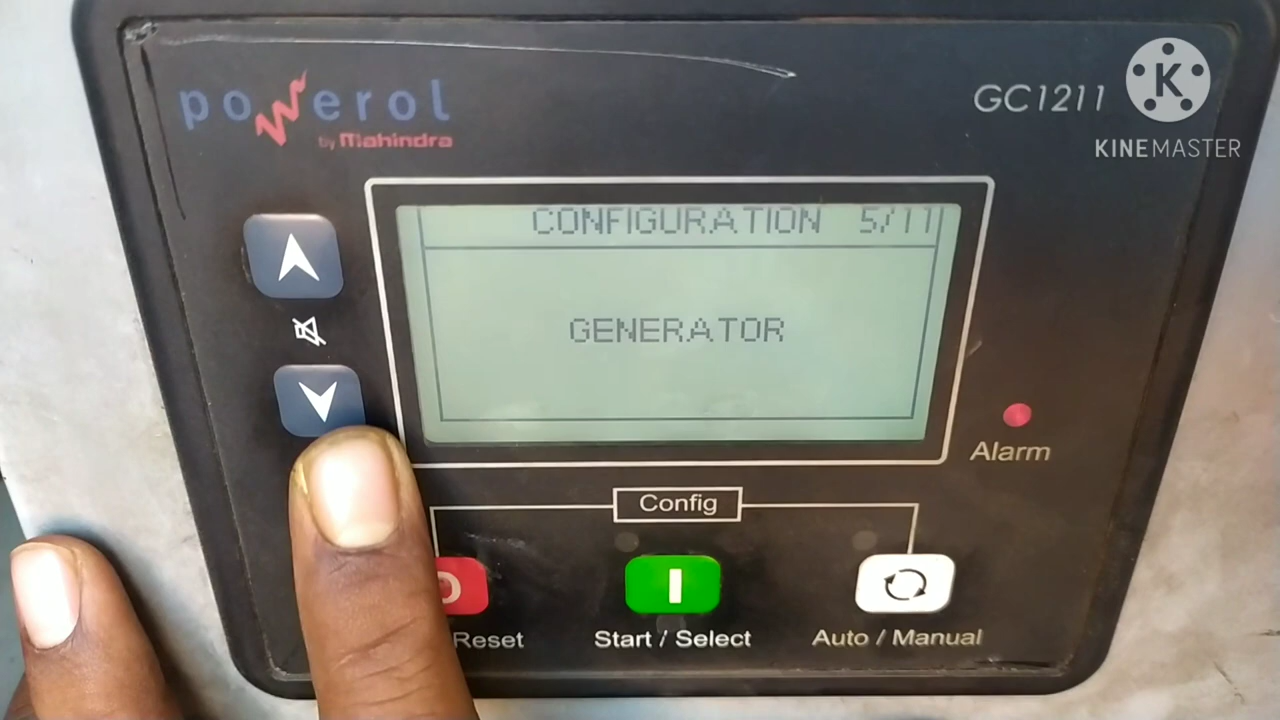 powerol
by Mahindra
GC1211
K
KINEMASTER
CONFIGURATION 5/11
GENERATOR
Alarm
Config
Reset
Start / Select
Auto / Manual